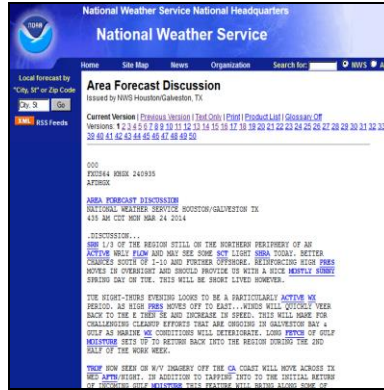 National Weather Service National Headquarters
National Weather Service
Home Site Map News Organization Search for: NWS
Local forecast by
"City, St" or Zip Code
City, St Go
XML RSS Feeds
Area Forecast Discussion
Issued by NWS Houston/Galveston, TX
Current Version | Previous Version | Text Only | Print | Product List | Glossary Off
Versions: 1 2 3 4 5 6 7 8 9 10 11 12 13 14 15 16 17 18 19 20 21 22 23 24 25 26 27 28 29 30 31 32 33
39 40 41 42 43 44 45 46 47 48 49 50
000
FXUS64 KHGX 240935
AFDHGX
AREA FORECAST DISCUSSION
NATIONAL WEATHER SERVICE HOUSTON/GALVESTON TX
435 AM CDT MON MAR 24 2014
.DISCUSSION...
SRN 1/3 OF THE REGION STILL ON THE NORTHERN PERIPHERY OF AN
ACTIVE WRLY FLOW AND MAY SEE SOME SCT LIGHT SHRA TODAY. BETTER
CHANCES SOUTH OF I-10 AND FURTHER OFFSHORE. REINFORCING HIGH PRES
MOVES IN OVERNIGHT AND SHOULD PROVIDE US WITH A NICE MOSTLY SUNNY
SPRING DAY ON TUE. THIS WILL BE SHORT LIVED HOWEVER.
TUE NIGHT-THURS EVENING LOOKS TO BE A PARTICULARLY ACTIVE WX
PERIOD. AS HIGH PRES MOVES OFF TO EAST...WINDS WILL QUICKLY VEER
BACK TO THE E THEN SE AND INCREASE IN SPEED. THIS WILL MAKE FOR
CHALLENGING CLEANUP EFFORTS THAT ARE ONGOING IN GALVESTON BAY &
GULF AS MARINE WX CONDITIONS WILL DETERIORATE. LONG FETCH OF GULF
MOISTURE SETS UP TO RETURN BACK INTO THE REGION DURING THE 2ND
HALF OF THE WORK WEEK.
TROF NOW SEEN ON W/V IMAGERY OFF THE CA COAST WILL MOVE ACROSS TX
WED AFTN/NIGHT. IN ADDITION TO TAPPING INTO TO THE INITIAL RETURN
OF INCOMING GULF MOISTURE THIS FEATURE WILL BRING ALONG SOME OF